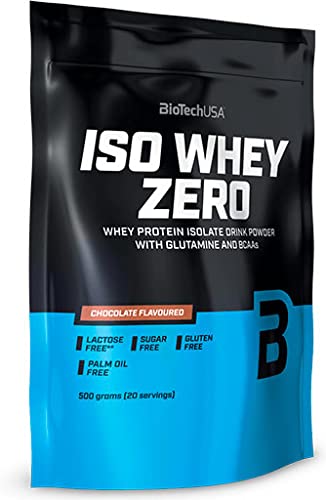 BioTechUSA
ISO WHEY
ZERO
WHEY PROTEIN ISOLATE DRINK POWDER
WITH GLUTAMINE AND BCAAs
CHOCOLATE FLAVOURED
LACTOSE FREE**
SUGAR FREE
GLUTEN FREE
PALM OIL FREE
500 grams (20 servings)
B